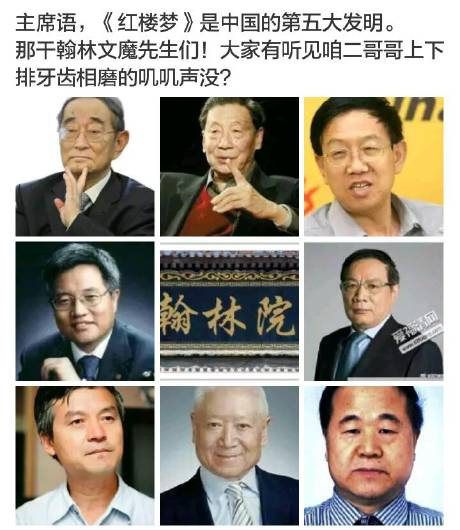 主席语，《红楼梦》是中国的第五大发明。
那干翰林文魔先生们！大家有听见咱二哥哥上下
排牙齿相磨的叽叽声没？
翰林院